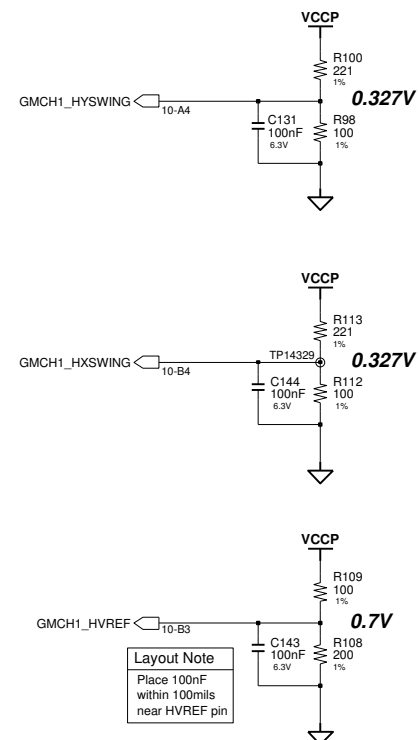 VCCP
R100
221
1%
0.327V
GMCH1_HYSWING
10-A4
C131
100nF
6.3V
R98
100
1%
VCCP
R113
221
1%
TP14329
0.327V
GMCH1_HXSWING
10-B4
C144
100nF
6.3V
R112
100
1%
VCCP
R109
100
1%
0.7V
GMCH1_HVREF
10-B3
C143
100nF
6.3V
R108
200
1%
Layout Note
Place 100nF
within 100mils
near HVREF pin